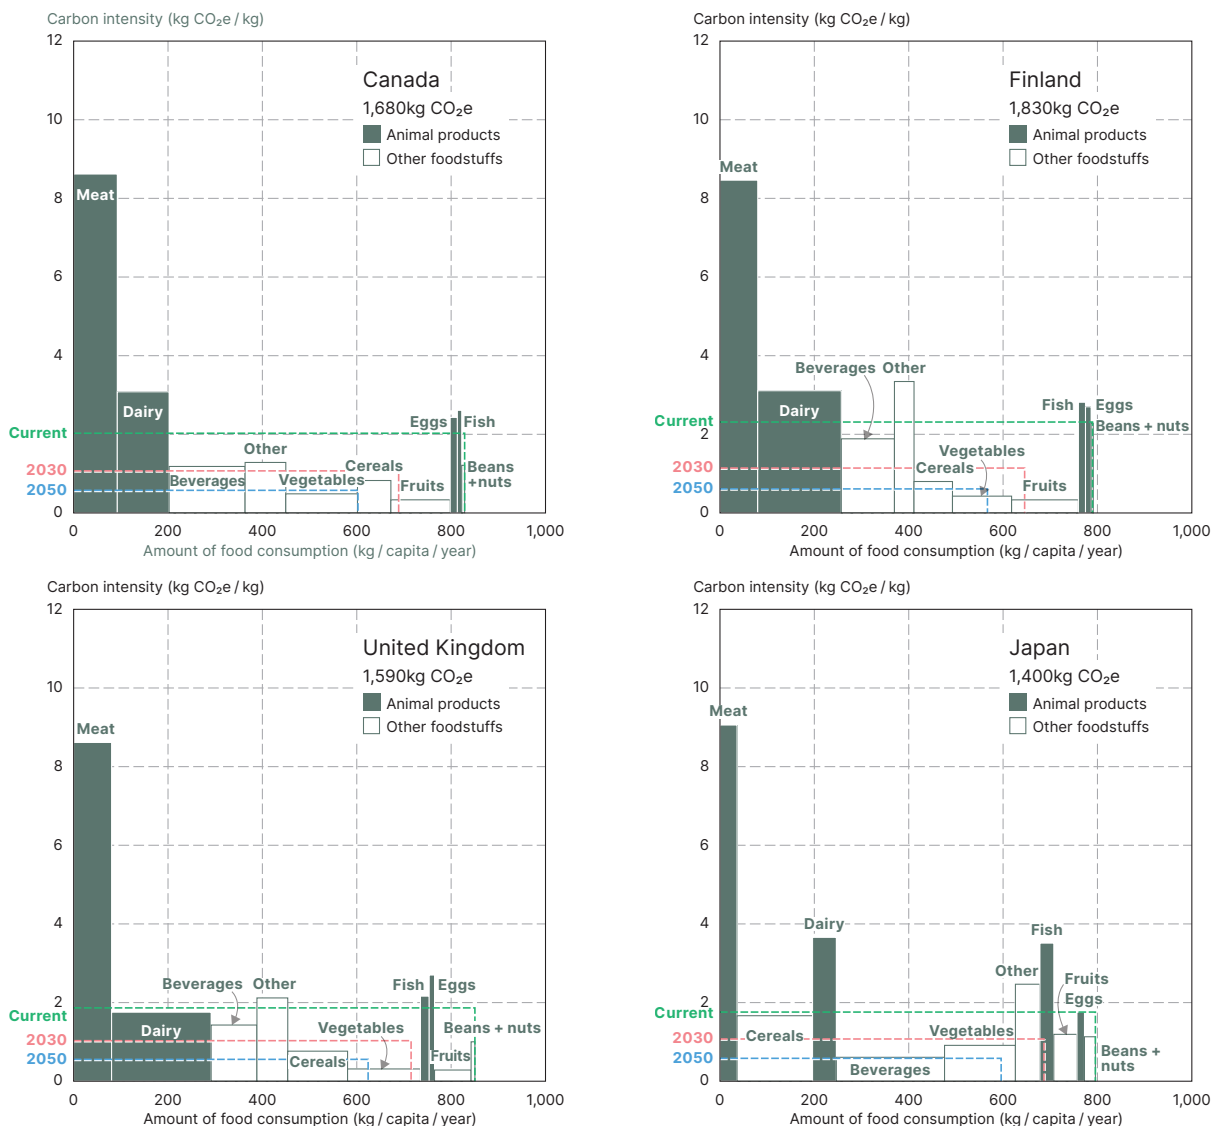 Carbon intensity (kg CO₂e / kg)
12
10
8
6
4
2
0
Canada
1,680kg CO₂e
Animal products
Other foodstuffs
Meat
Dairy
Beverages
Other
Vegetables
Cereals
Fruits
Eggs
Fish
Beans
+nuts
Current
2030
2050
0
200
400
600
800
1,000
Amount of food consumption (kg / capita / year)
Carbon intensity (kg CO₂e / kg)
12
10
8
6
4
2
0
Finland
1,830kg CO₂e
Animal products
Other foodstuffs
Meat
Dairy
Beverages
Other
Cereals
Vegetables
Fruits
Fish
Eggs
Beans + nuts
Current
2030
2050
0
200
400
600
800
1,000
Amount of food consumption (kg / capita / year)
Carbon intensity (kg CO₂e / kg)
12
10
8
6
4
2
0
United Kingdom
1,590kg CO₂e
Animal products
Other foodstuffs
Meat
Dairy
Beverages
Other
Cereals
Vegetables
Fish
Eggs
Fruits
Beans + nuts
Current
2030
2050
0
200
400
600
800
1,000
Amount of food consumption (kg / capita / year)
Carbon intensity (kg CO₂e / kg)
12
10
8
6
4
2
0
Japan
1,400kg CO₂e
Animal products
Other foodstuffs
Meat
Cereals
Dairy
Beverages
Vegetables
Other
Fish
Fruits
Eggs
Beans +
nuts
Current
2030
2050
0
200
400
600
800
1,000
Amount of food consumption (kg / capita / year)